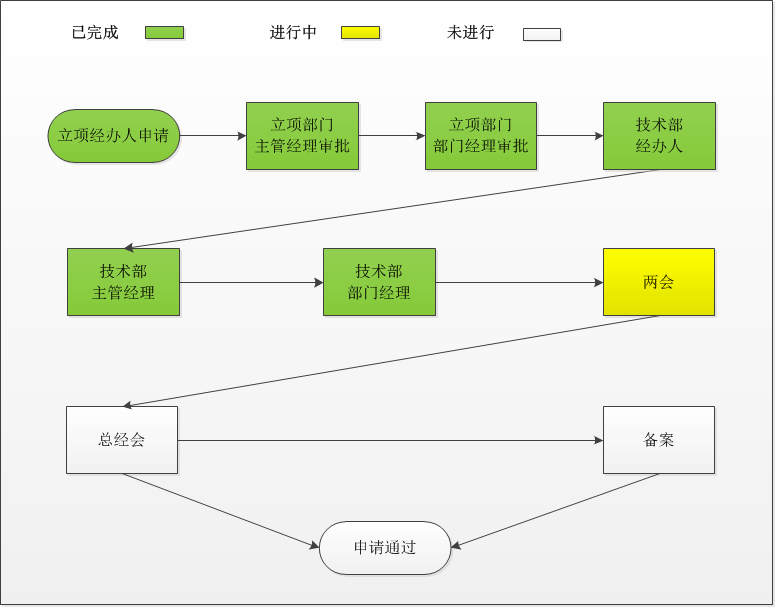 已完成
进行中
未进行
立项经办人申请
立项部门
主管经理审批
立项部门
部门经理审批
技术部
经办人
技术部
主管经理
技术部
部门经理
两会
总经会
备案
申请通过